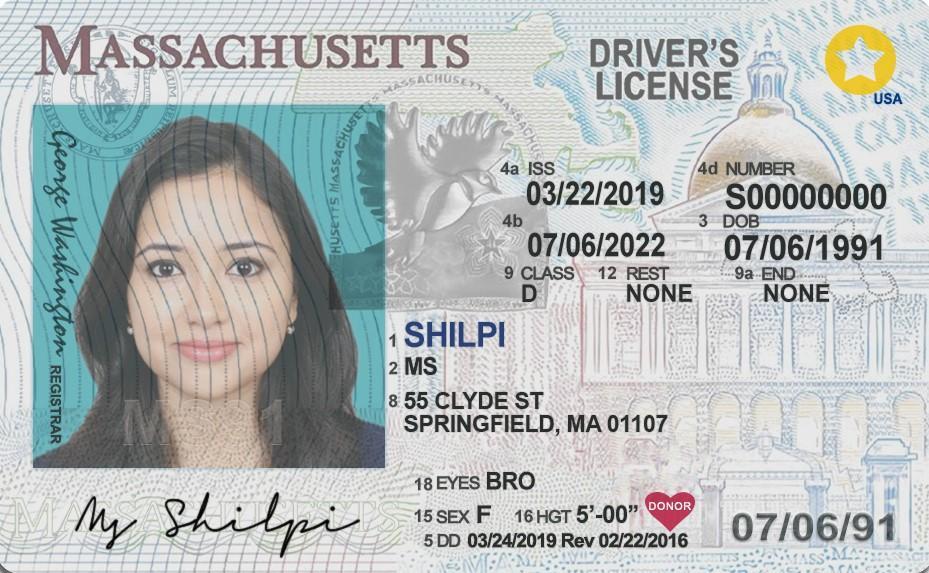 MASSACHUSETTS
DRIVER'S
LICENSE
USA
George Washington REGISTRAR
4a ISS
03/22/2019
4d NUMBER
S00000000
4b
07/06/2022
3 DOB
07/06/1991
9 CLASS
D
12 REST
NONE
9a END
NONE
1 SHILPI
2 MS
8 55 CLYDE ST
SPRINGFIELD, MA 01107
18 EYES BRO
15 SEX F 16 HGT 5'-00"
DONOR
5 DD 03/24/2019 Rev 02/22/2016
07/06/91
My Shilpi